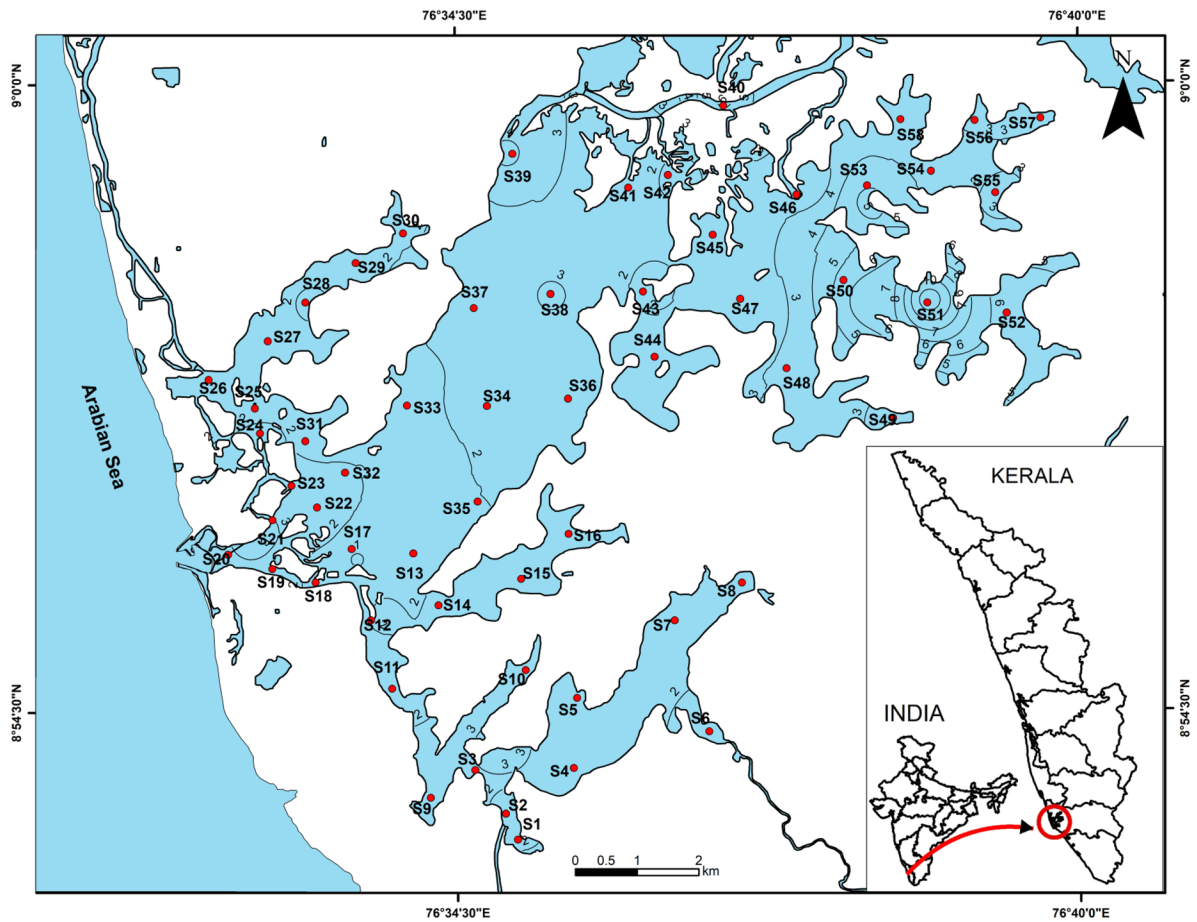 76°34'30"E
76°40'0"E
9°0'0"N
9°0'0"N
N
S40
S39
S41
S42
S58
S56
S57
S53
S54
S55
S46
S30
S29
S45
S28
S37
S38
S43
S47
S50
S51
S52
S27
S44
S26
S25
S33
S34
S36
S48
S24
S31
S49
Arabian Sea
S32
S23
S22
S35
S21
S17
S16
S20
S13
S19
S18
S15
S8
S14
S12
S7
S11
S10
S5
S6
S3
S4
S9
S2
S1
8°54'30"N
8°54'30"N
KERALA
INDIA
0 0.5 1 2
km
76°34'30"E
76°40'0"E